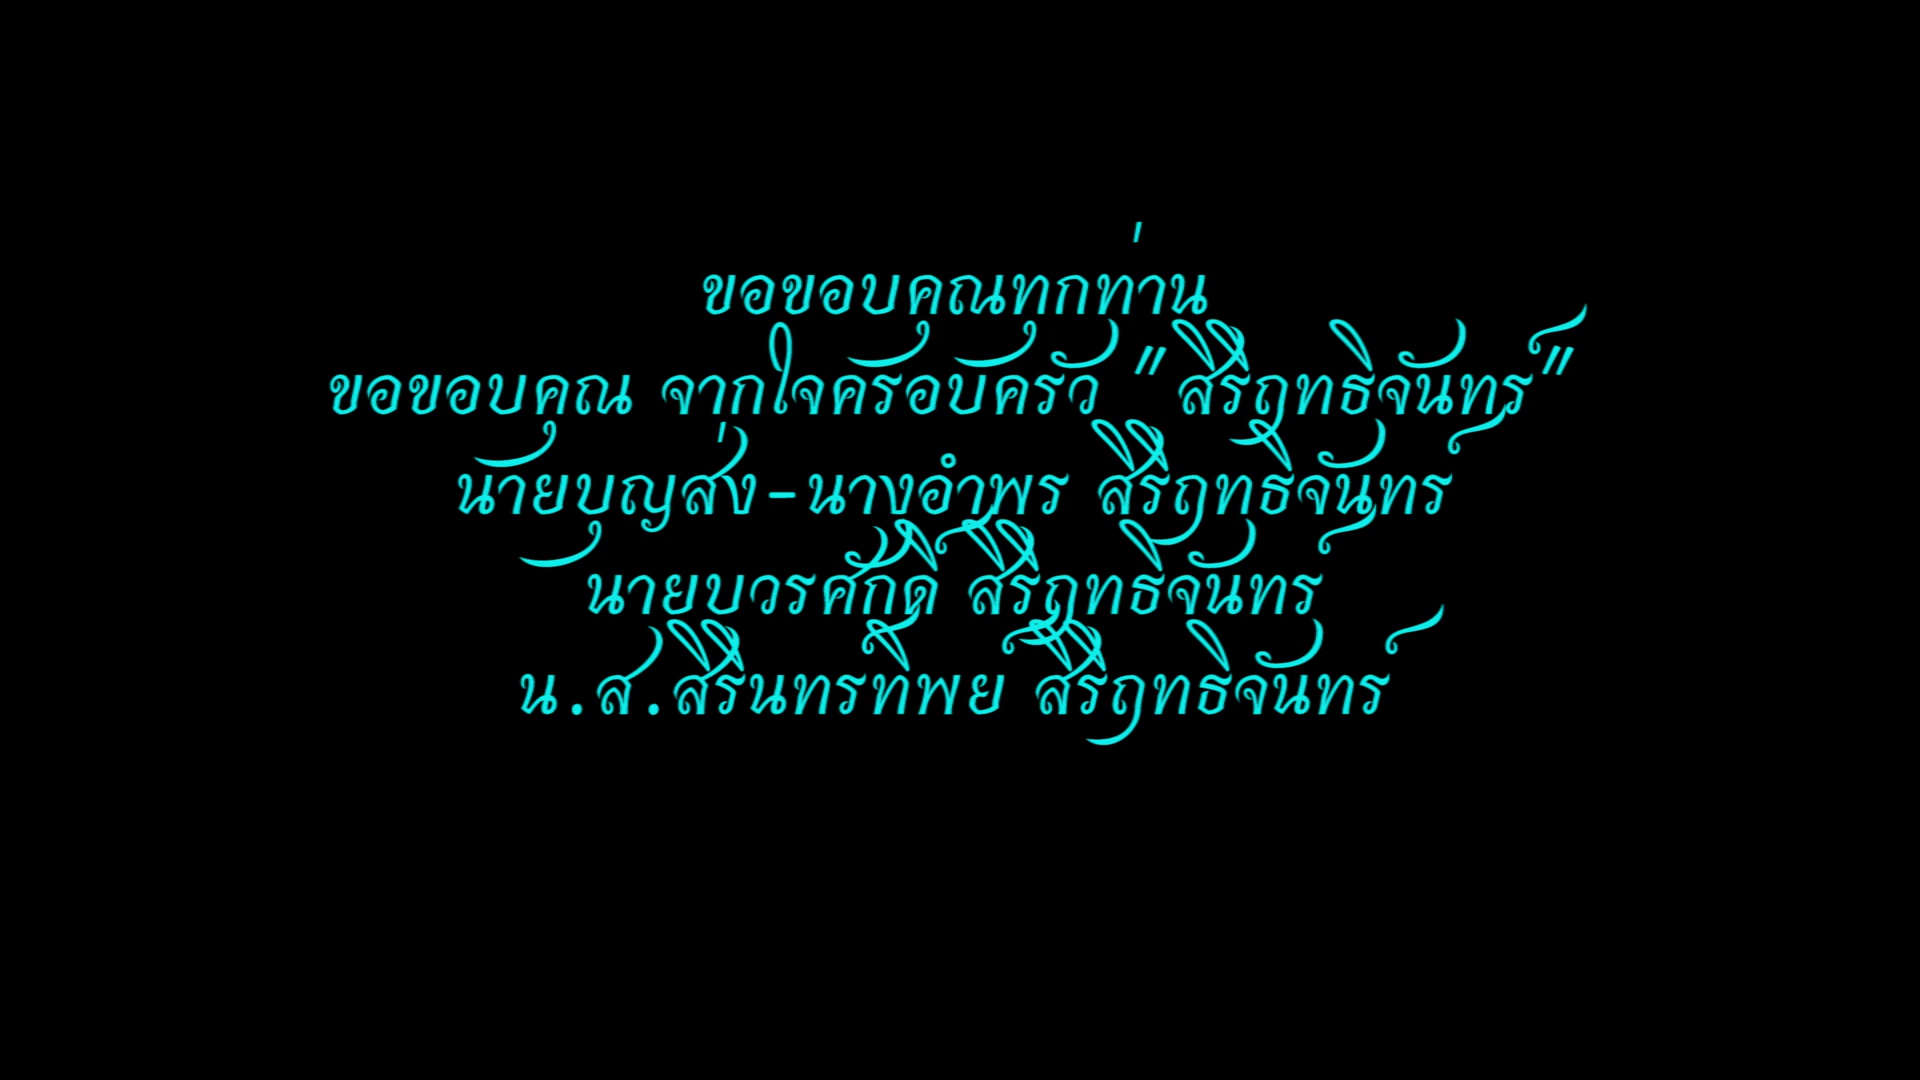 ขอขอบคุณทุกท่าน
ขอขอบคุณ จากใจครอบครัว "สิริฤทธิจันทร์"
นายบุญส่ง-นางอำพร สิริฤทธิจันทร์
นายบวรศักดิ์ สิริฤทธิจันทร์
น.ส.สิรินทรทิพย์ สิริฤทธิจันทร์